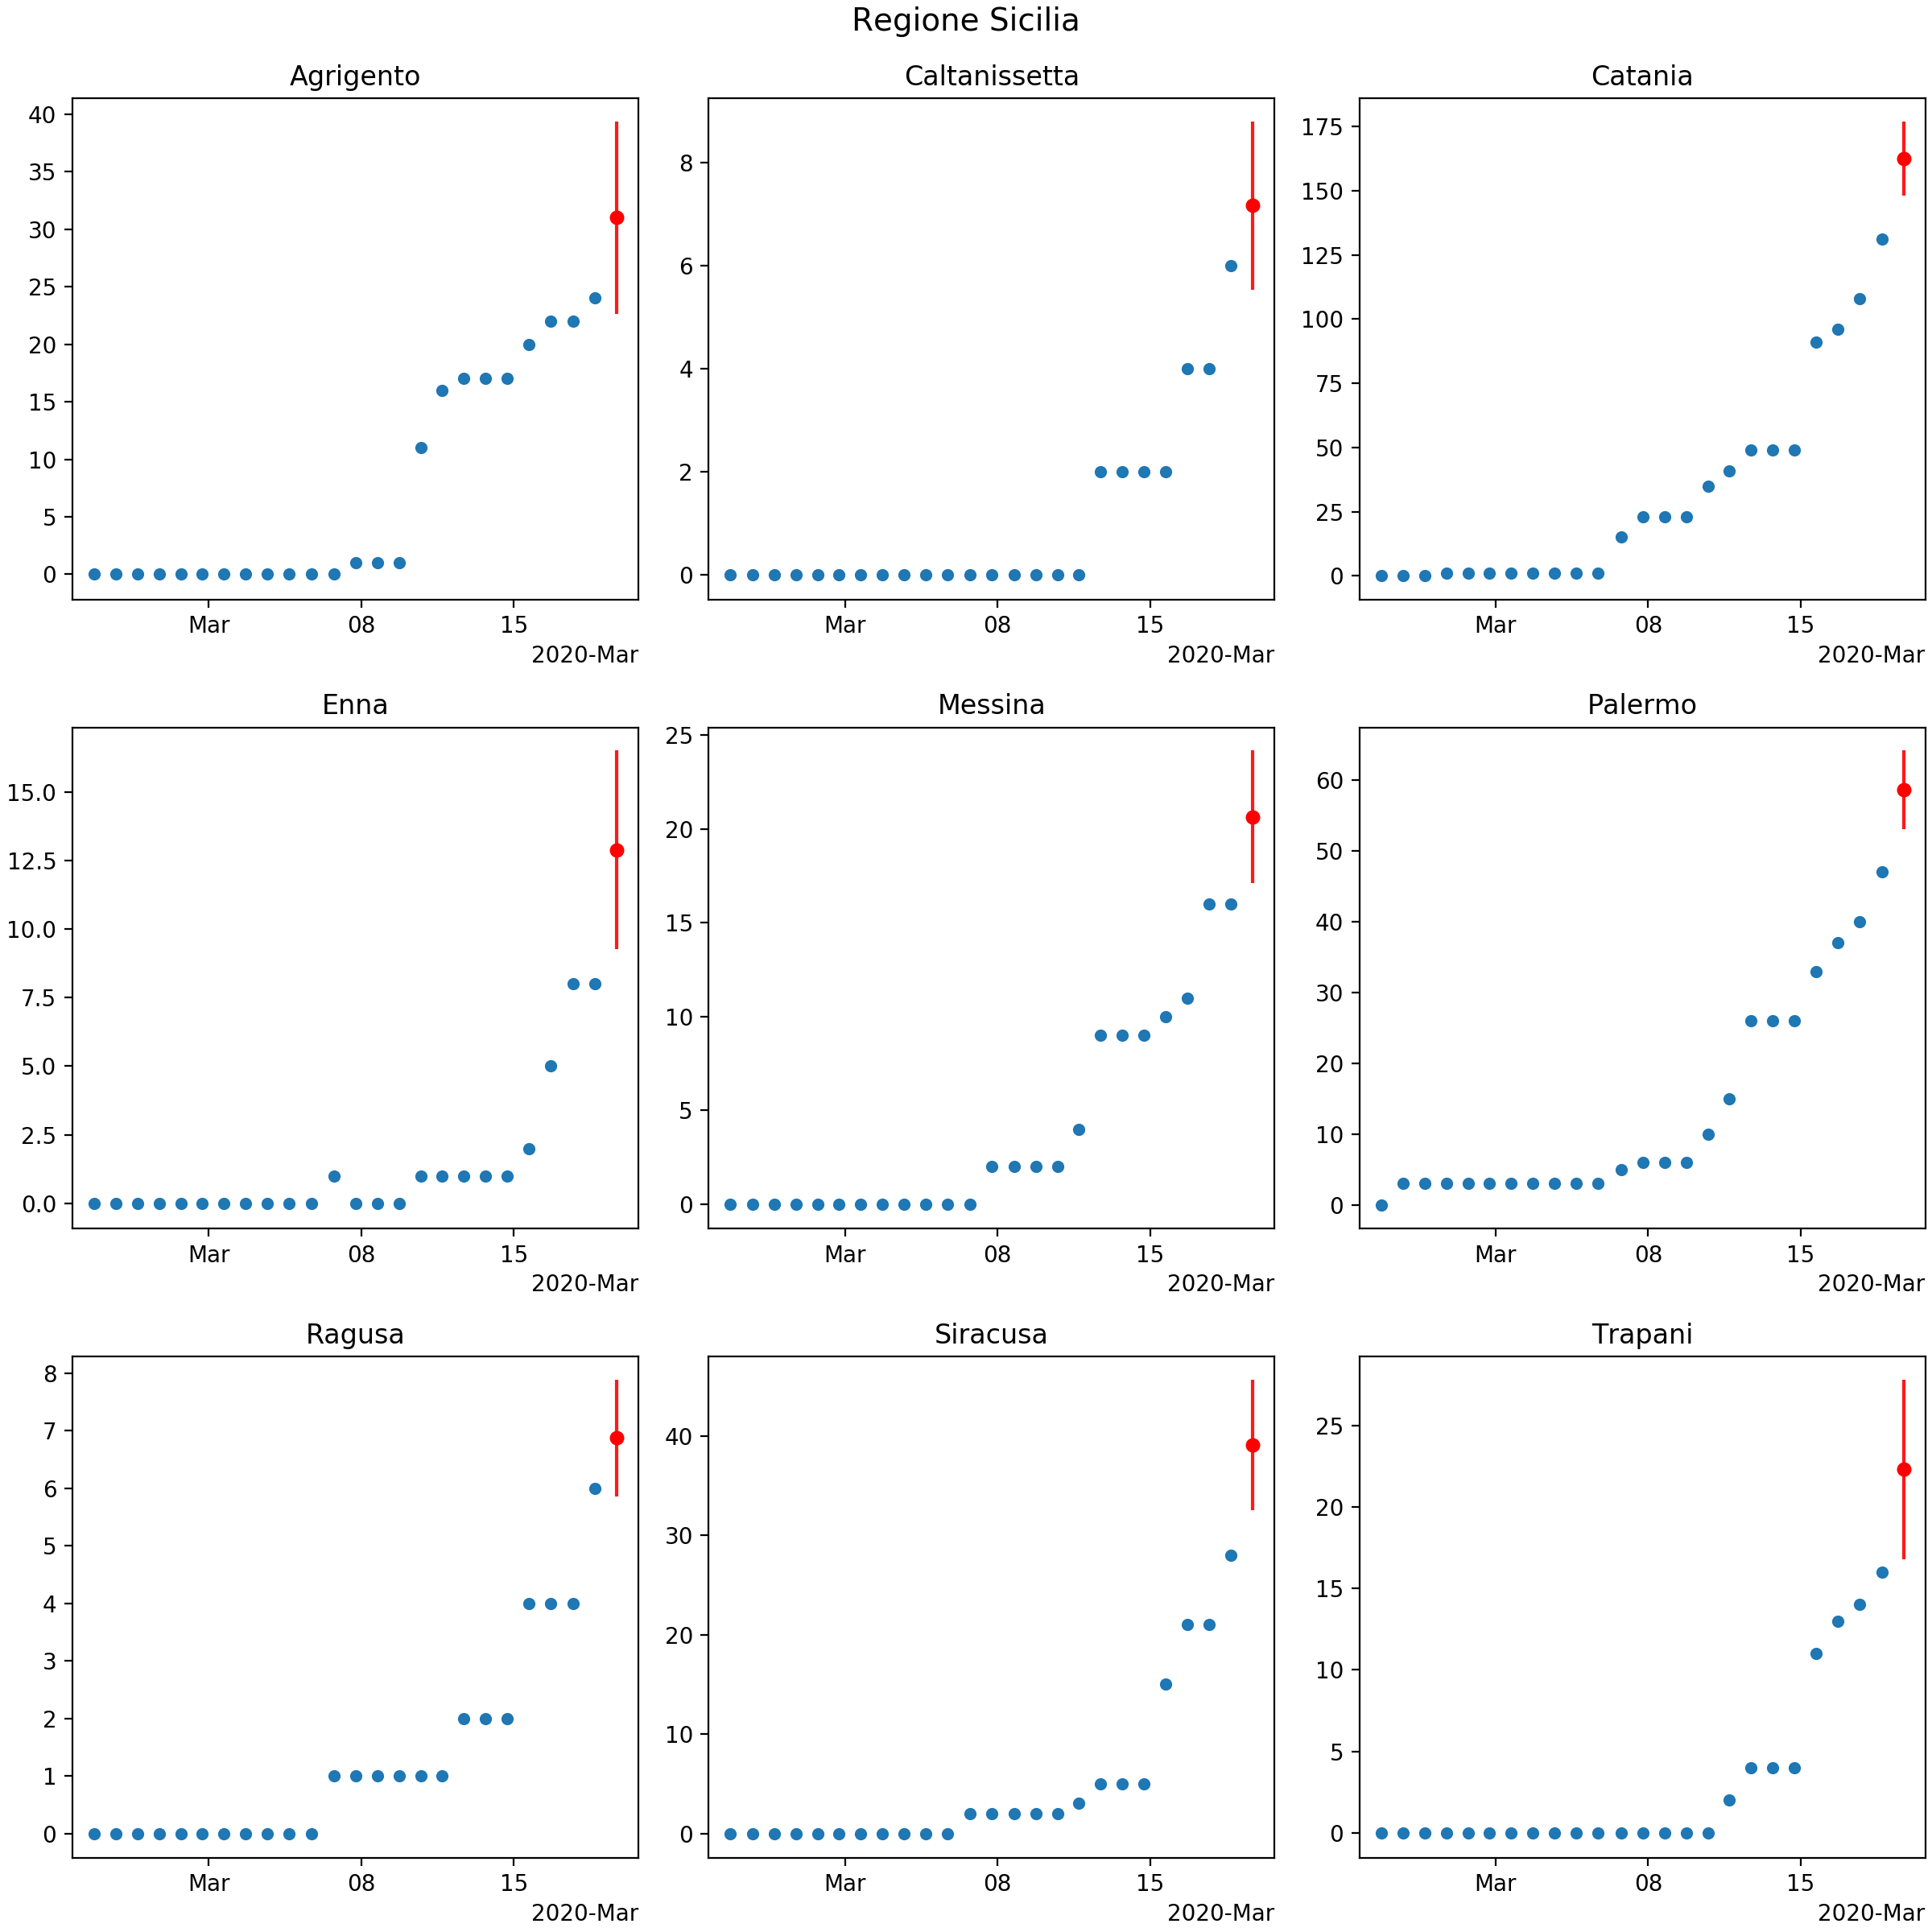 Regione Sicilia
Agrigento
40
35
30
25
20
15
10
5
0
Mar 08 15
2020-Mar
Caltanissetta
8
6
4
2
0
Mar 08 15
2020-Mar
Catania
175
150
125
100
75
50
25
0
Mar 08 15
2020-Mar
Enna
15.0
12.5
10.0
7.5
5.0
2.5
0.0
Mar 08 15
2020-Mar
Messina
25
20
15
10
5
0
Mar 08 15
2020-Mar
Palermo
60
50
40
30
20
10
0
Mar 08 15
2020-Mar
Ragusa
8
7
6
5
4
3
2
1
0
Mar 08 15
2020-Mar
Siracusa
40
30
20
10
0
Mar 08 15
2020-Mar
Trapani
25
20
15
10
5
0
Mar 08 15
2020-Mar